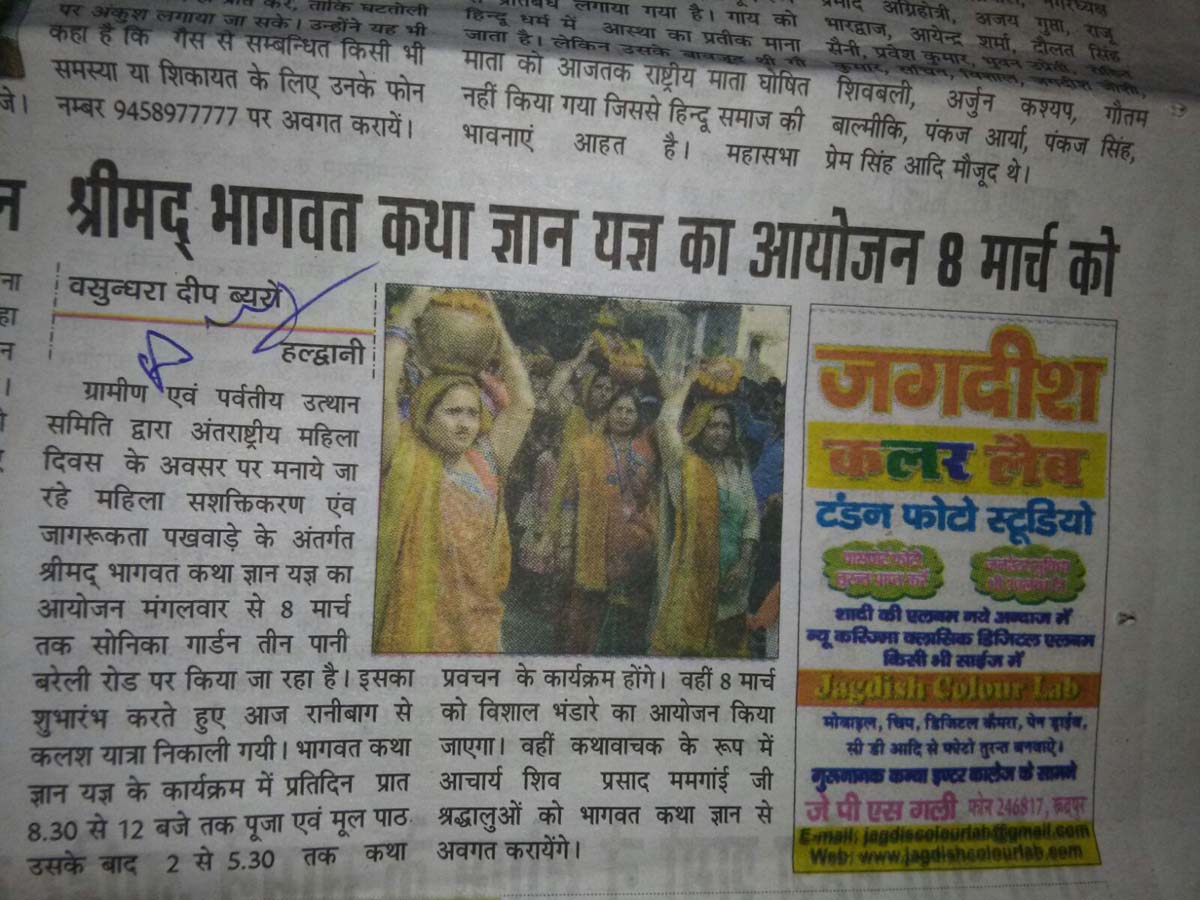 पर अंकुश लगाया जा सके। उन्होंने यह भी
कहा है कि गैस से सम्बन्धित किसी भी
समस्या या शिकायत के लिए उनके फोन
नम्बर 9458977777 पर अवगत करायें।
लगाया गया है। गाय को
हिन्दू धर्म में आस्था का प्रतीक माना
जाता है। लेकिन उसके बावजूद भी गौ
माता को आजतक राष्ट्रीय माता घोषित
नहीं किया गया जिससे हिन्दू समाज की
भावनाएं आहत है। महासभा
अग्निहोत्री, अजय गुप्ता, राजू
भारद्वाज, आयेन्द्र शर्मा, दौलत सिंह
सैनी, प्रवेश कुमार,
शिवबली, अर्जुन कश्यप, गौतम
बाल्मीकि, पंकज आर्या, पंकज सिंह,
प्रेम सिंह आदि मौजूद थे।
श्रीमद् भागवत कथा ज्ञान यज्ञ का आयोजन 8 मार्च को
वसुन्धरा दीप ब्यूरो
हल्द्वानी
ग्रामीण एवं पर्वतीय उत्थान
समिति द्वारा अंतराष्ट्रीय महिला
दिवस के अवसर पर मनाये जा
रहे महिला सशक्तिकरण एंव
जागरूकता पखवाड़े के अंतर्गत
श्रीमद् भागवत कथा ज्ञान यज्ञ का
आयोजन मंगलवार से 8 मार्च
तक सोनिका गार्डन तीन पानी
बरेली रोड पर किया जा रहा है। इसका
शुभारंभ करते हुए आज रानीबाग से
कलश यात्रा निकाली गयी। भागवत कथा
ज्ञान यज्ञ के कार्यक्रम में प्रतिदिन प्रात
8.30 से 12 बजे तक पूजा एवं मूल पाठ
उसके बाद 2 से 5.30 तक कथा
प्रवचन के कार्यक्रम होंगे। वहीं 8 मार्च
को विशाल भंडारे का आयोजन किया
जाएगा। वहीं कथावाचक के रूप में
आचार्य शिव प्रसाद ममगांई जी
श्रद्धालुओं को भागवत कथा ज्ञान से
अवगत करायेंगे।
जगदीश
कलर लैब
टंडन फोटो स्टूडियो
पासपोर्ट फोटो
तुरन्त प्राप्त करें
शादी की एलबम नये अन्दाज में
न्यू करिज्मा क्लासिक डिजिटल एलबम
किसी भी साईज में
Jagdish Colour Lab
मोबाइल, चिप, डिजिटल कैमरा, पेन ड्राईव,
सी डी आदि से फोटो तुरन्त बनवाऐं।
गुरूनानक कन्या इण्टर कालेज के सामने
जे पी एस गली फोन 246817, रूद्रपुर
E-mail: jagdiscolourlab@gmail.com
Web: www.jagdishcolourlab.com